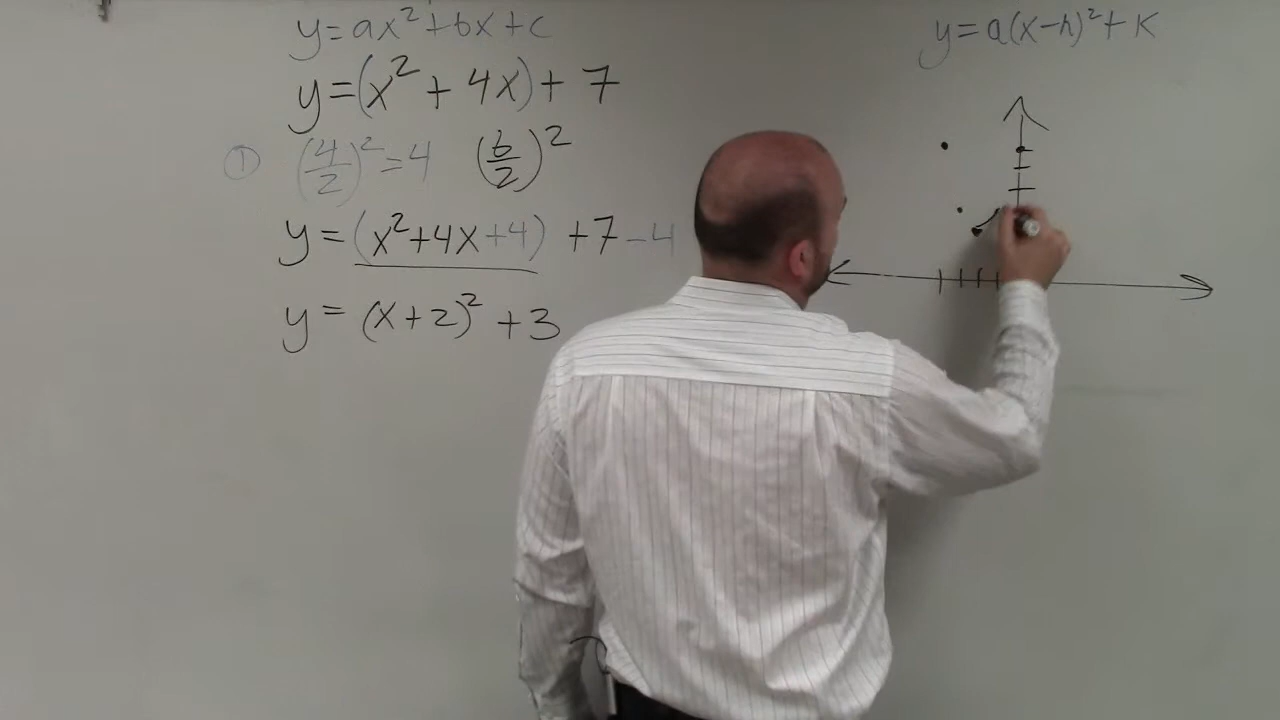 y=ax²+bx+c
y=a(x-h)²+k
y=(x²+4x)+7
① (4/2)²=4 (b/2)²
y=(x²+4x+4)+7-4
y=(x+2)²+3